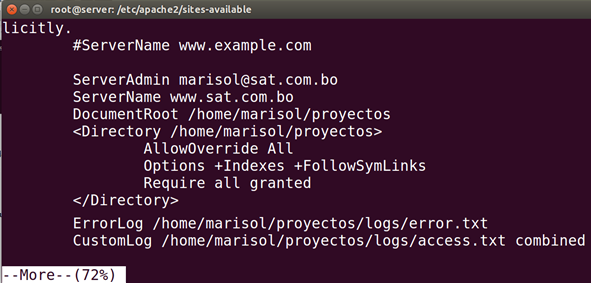 root@server: /etc/apache2/sites-available
licitly.
#ServerName www.example.com
ServerAdmin marisol@sat.com.bo
ServerName www.sat.com.bo
DocumentRoot /home/marisol/proyectos
<Directory /home/marisol/proyectos>
AllowOverride All
Options +Indexes +FollowSymLinks
Require all granted
</Directory>
ErrorLog /home/marisol/proyectos/logs/error.txt
CustomLog /home/marisol/proyectos/logs/access.txt combined
--More--(72%)